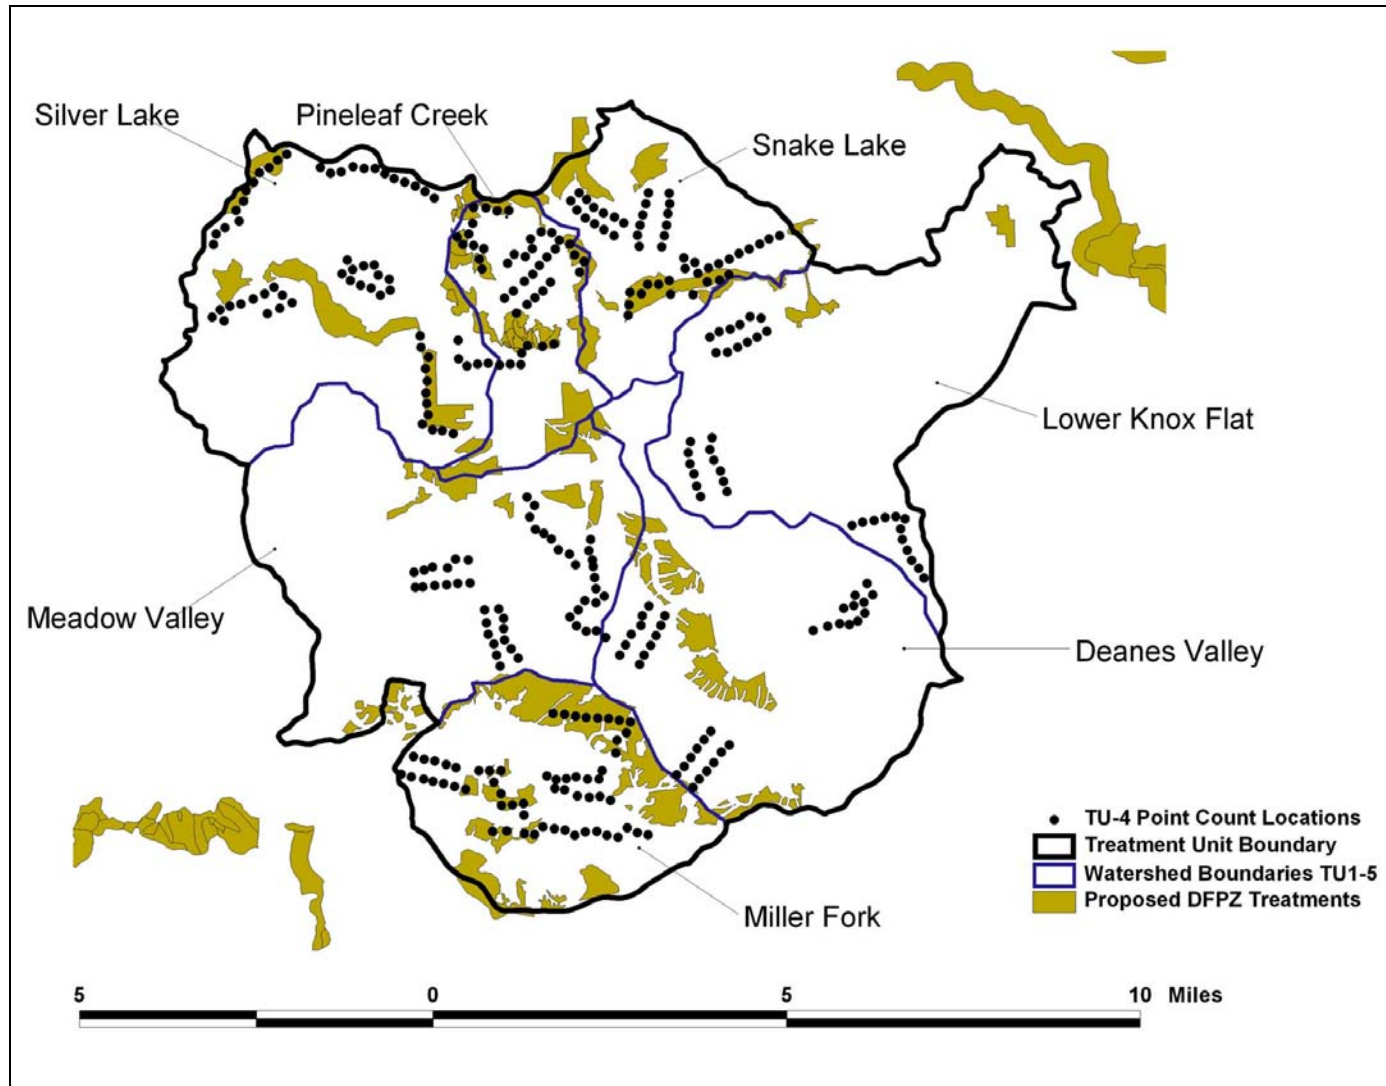 Silver Lake
Pineleaf Creek
Snake Lake
Lower Knox Flat
Meadow Valley
Deanes Valley
Miller Fork
TU-4 Point Count Locations
Treatment Unit Boundary
Watershed Boundaries TU1-5
Proposed DFPZ Treatments
5 0 5 10 Miles